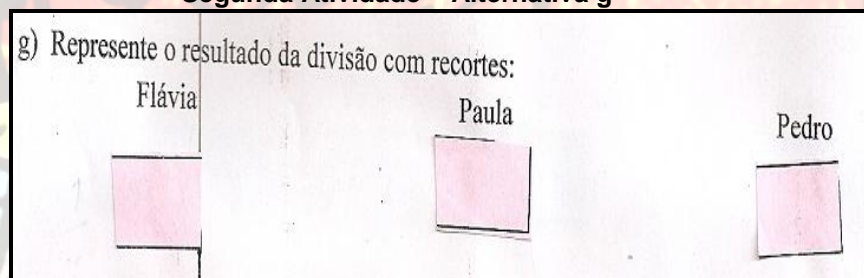 Segunda Atividade – Alternativa g
g) Represente o resultado da divisão com recortes:
Flávia
Paula
Pedro